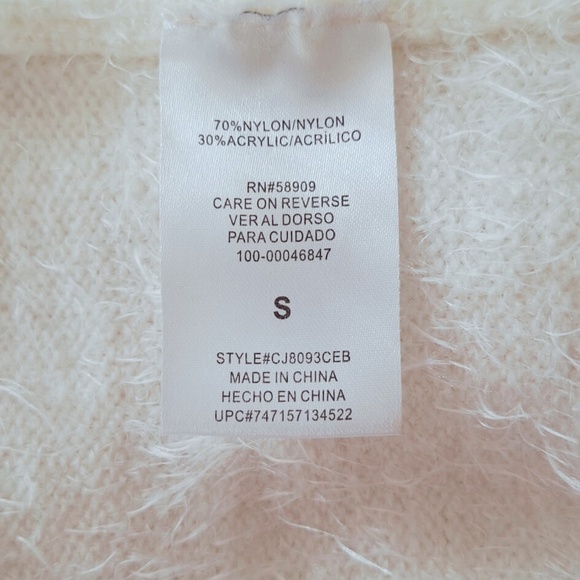 70%NYLON/NYLON
30%ACRYLIC/ACRÍLICO
RN#58909
CARE ON REVERSE
VER AL DORSO
PARA CUIDADO
100-00046847
S
STYLE#CJ8093CEB
MADE IN CHINA
HECHO EN CHINA
UPC#747157134522